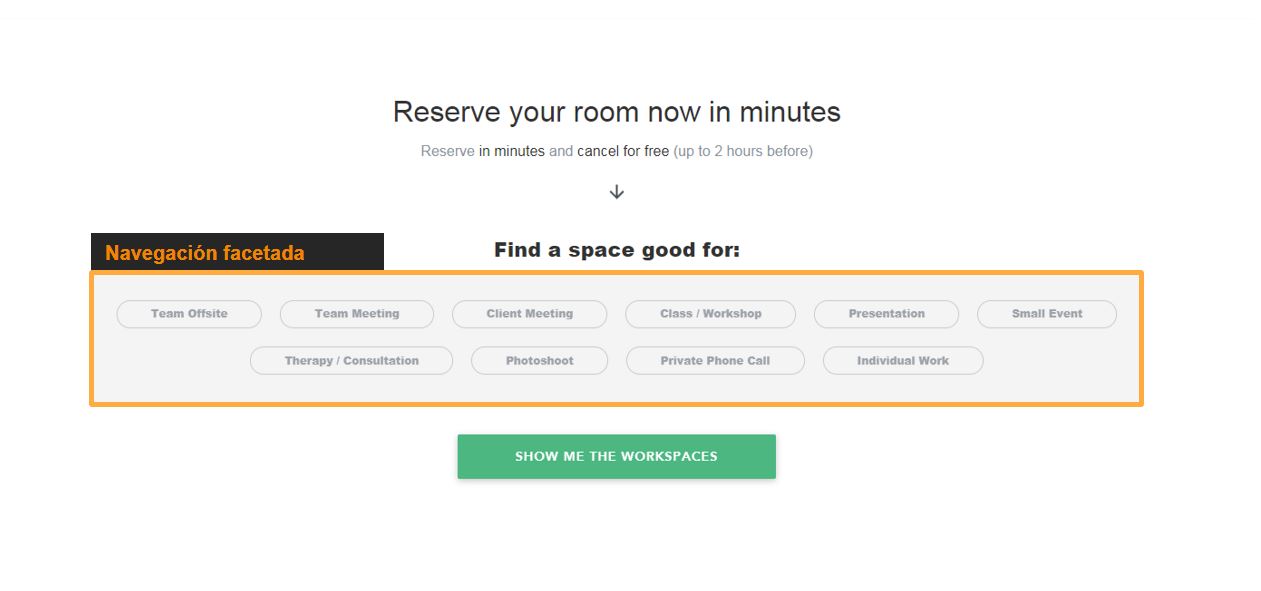 Reserve your room now in minutes
Reserve in minutes and cancel for free (up to 2 hours before)
Navegación facetada
Find a space good for:
Team Offsite
Team Meeting
Client Meeting
Class / Workshop
Presentation
Small Event
Therapy / Consultation
Photoshoot
Private Phone Call
Individual Work
SHOW ME THE WORKSPACES